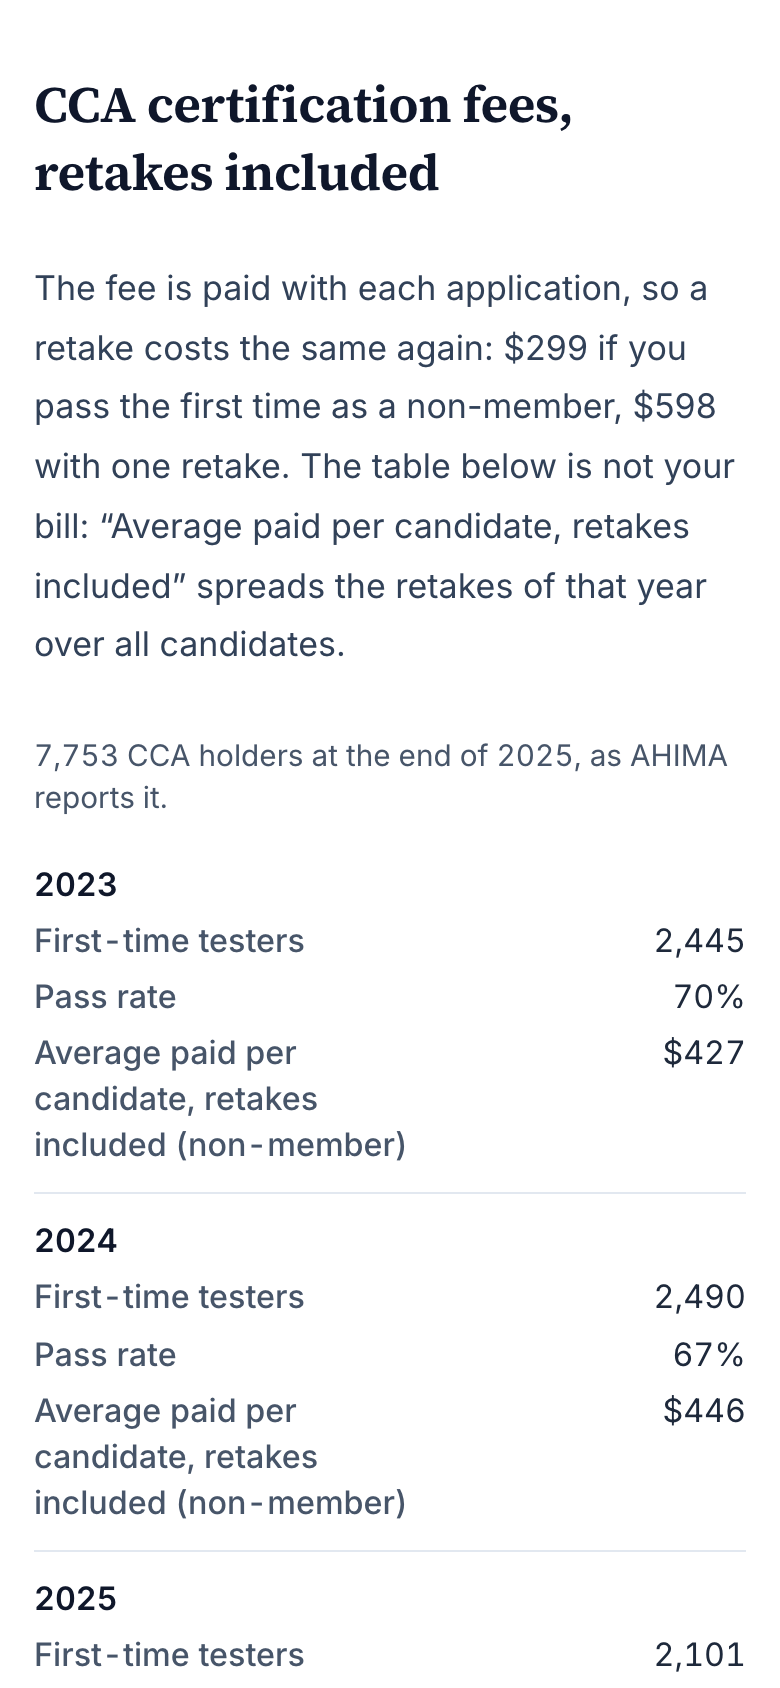 CCA certification fees,
retakes included
The fee is paid with each application, so a
retake costs the same again: $299 if you
pass the first time as a non-member, $598
with one retake. The table below is not your
bill: “Average paid per candidate, retakes
included” spreads the retakes of that year
over all candidates.
7,753 CCA holders at the end of 2025, as AHIMA
reports it.
2023
First-time testers 2,445
Pass rate 70%
Average paid per $427
candidate, retakes
included (non-member)
2024
First-time testers 2,490
Pass rate 67%
Average paid per $446
candidate, retakes
included (non-member)
2025
First-time testers 2,101